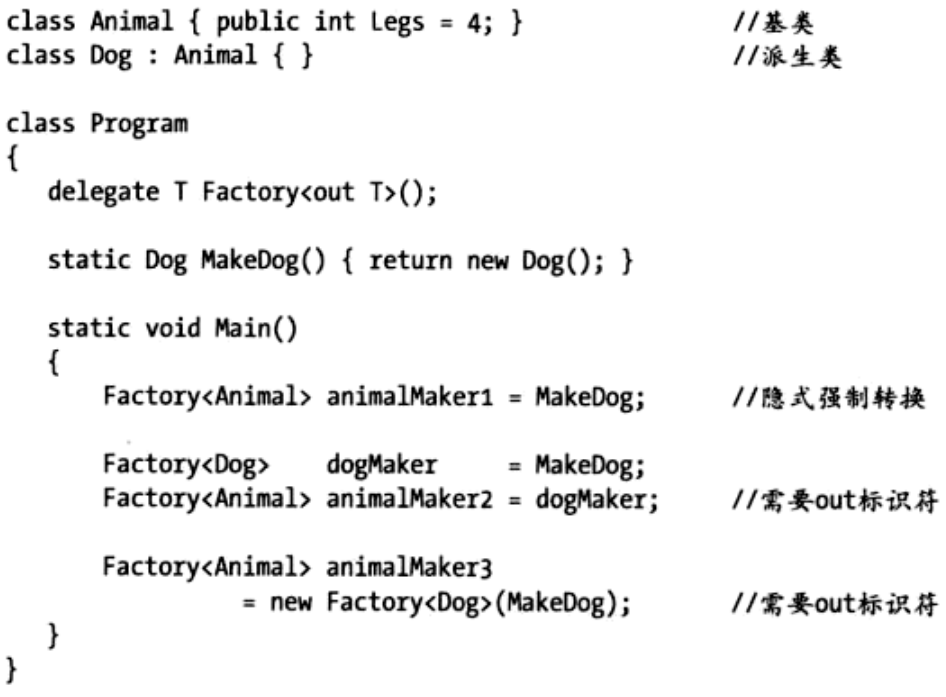 class Animal { public int Legs = 4; } //基类
class Dog : Animal { } //派生类
class Program
{
delegate T Factory<out T>();
static Dog MakeDog() { return new Dog(); }
static void Main()
{
Factory<Animal> animalMaker1 = MakeDog; //隐式强制转换
Factory<Dog> dogMaker = MakeDog;
Factory<Animal> animalMaker2 = dogMaker; //需要out标识符
Factory<Animal> animalMaker3
= new Factory<Dog>(MakeDog); //需要out标识符
}
}